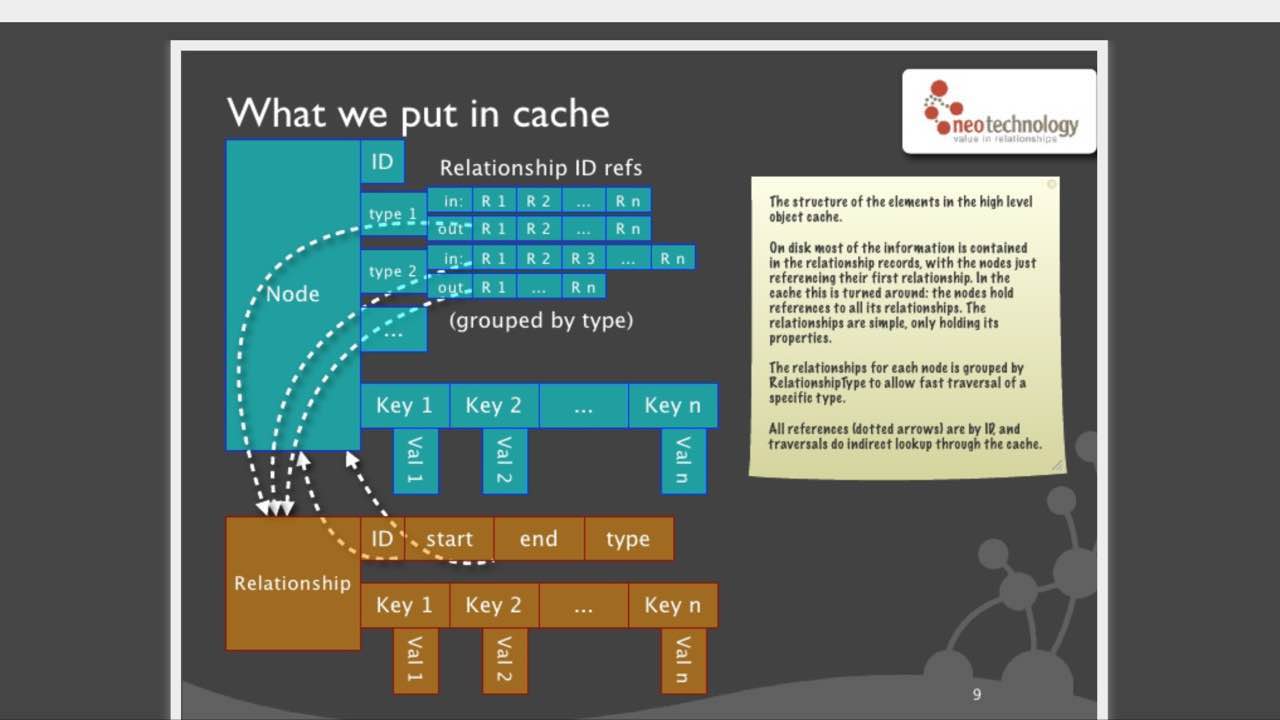 What we put in cache
neotechnology
value in relationships
ID
Relationship ID refs
type 1
in: R 1 R 2 ... R n
out R 1 R 2 ... R n
type 2
in: R 1 R 2 R 3 ... R n
out R 1 ... R n
Node
...
(grouped by type)
Key 1 Key 2 ... Key n
Val 1 Val 2 Val n
The structure of the elements in the high level
object cache.
On disk most of the information is contained
in the relationship records, with the nodes just
referencing their first relationship. In the
cache this is turned around: the nodes hold
references to all its relationships. The
relationships are simple, only holding its
properties.
The relationships for each node is grouped by
RelationshipType to allow fast traversal of a
specific type.
All references (dotted arrows) are by ID, and
traversals do indirect lookup through the cache.
ID start end type
Relationship
Key 1 Key 2 ... Key n
Val 1 Val 2 Val n
9